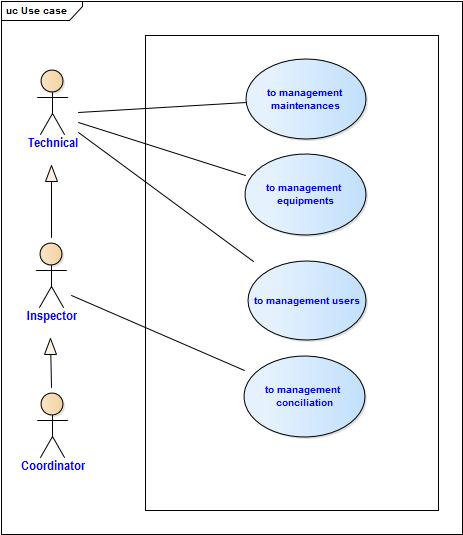 uc Use case
to management
maintenances
Technical
to management
equipments
Inspector
to management users
to management
conciliation
Coordinator